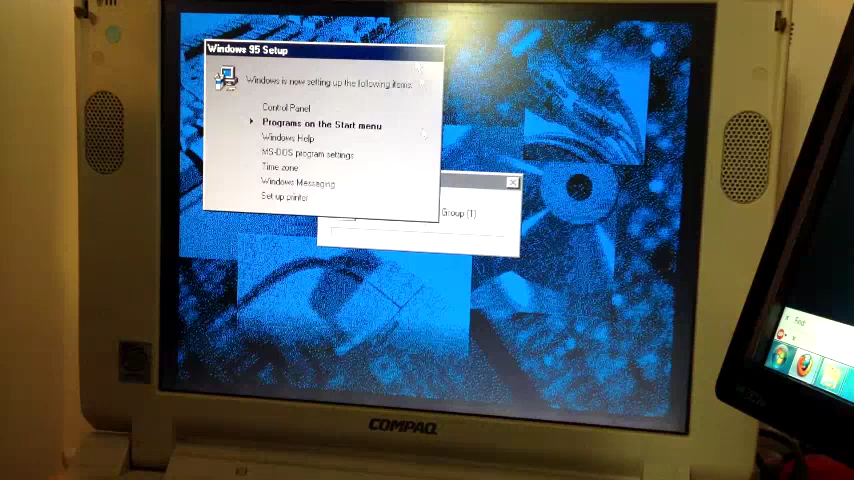 Windows 95 Setup
Windows is now setting up the following items:
Control Panel
Programs on the Start menu
Windows Help
MS-DOS program settings
Time zone
Windows Messaging
Set up printer
Group (1)
COMPAQ
Find